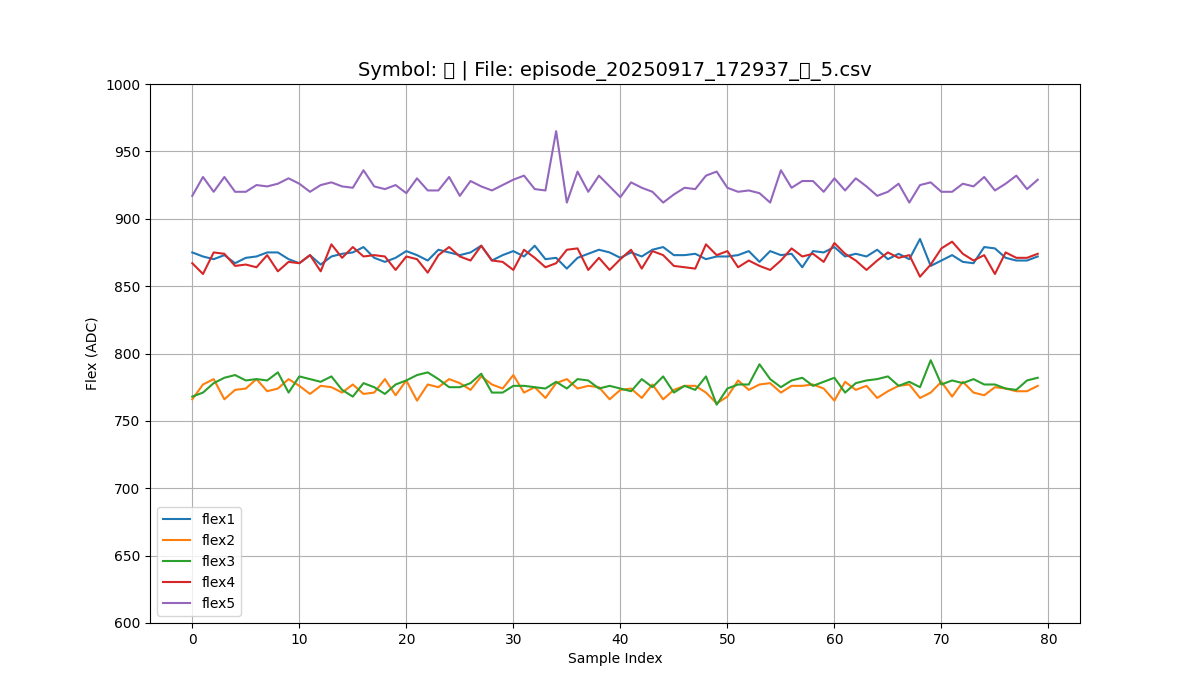 Symbol: | File: episode_20250917_172937_ _5.csv
1000
950
900
850
800
750
700
650
600
Flex (ADC)
flex1
flex2
flex3
flex4
flex5
0 10 20 30 40 50 60 70 80
Sample Index